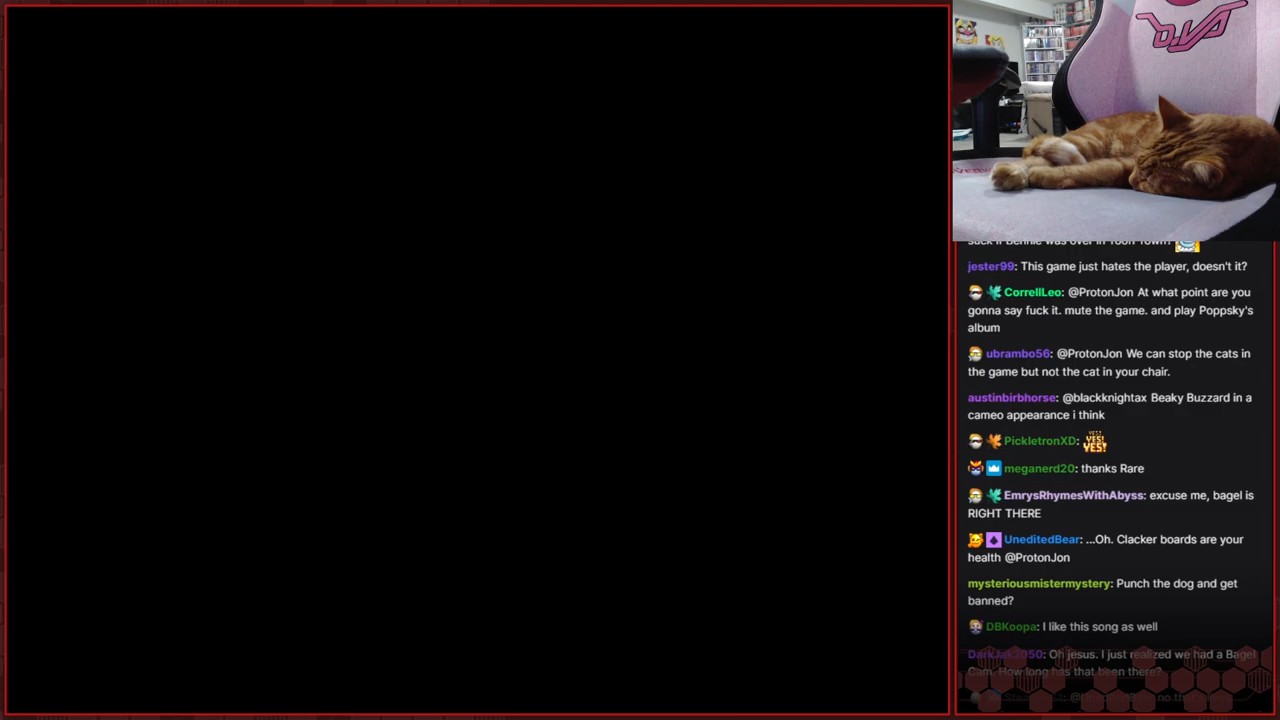 D.VA
jester99: This game just hates the player, doesn't it?
CorrellLeo: @ProtonJon At what point are you
gonna say fuck it. mute the game. and play Poppsky's
album
ubrambo56: @ProtonJon We can stop the cats in
the game but not the cat in your chair.
austinbirbhorse: @blackknightax Beaky Buzzard in a
cameo appearance i think
PickletronXD: YES! YES! YES!
meganerd20: thanks Rare
EmrysRhymesWithAbyss: excuse me, bagel is
RIGHT THERE
UneditedBear: ...Oh. Clacker boards are your
health @ProtonJon
mysteriousmistermystery: Punch the dog and get
banned?
DBKoopa: I like this song as well
Oh jesus. I just realized we had a Bagel
Cam. How long has that been there?